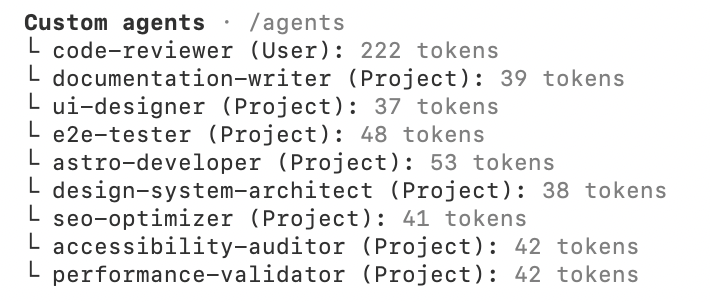 Custom agents · /agents
└ code-reviewer (User): 222 tokens
└ documentation-writer (Project): 39 tokens
└ ui-designer (Project): 37 tokens
└ e2e-tester (Project): 48 tokens
└ astro-developer (Project): 53 tokens
└ design-system-architect (Project): 38 tokens
└ seo-optimizer (Project): 41 tokens
└ accessibility-auditor (Project): 42 tokens
└ performance-validator (Project): 42 tokens